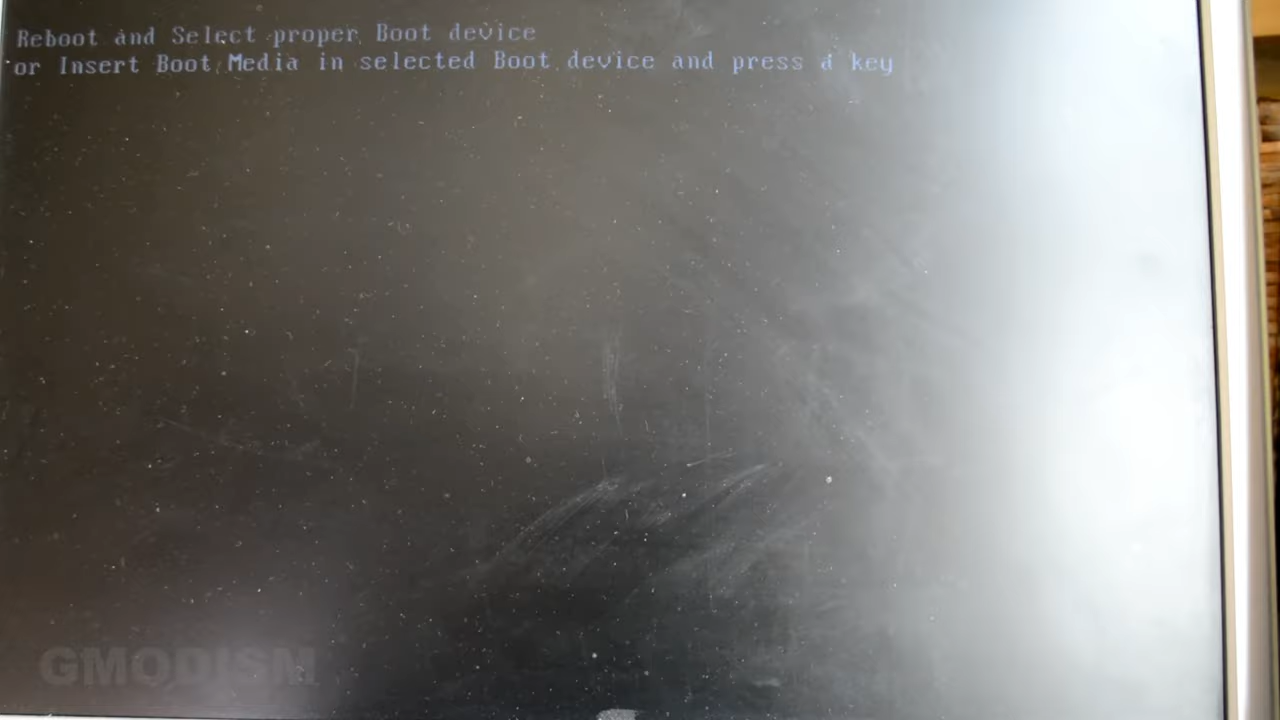 Reboot and Select proper Boot device
or Insert Boot Media in selected Boot device and press a key
GMODISM